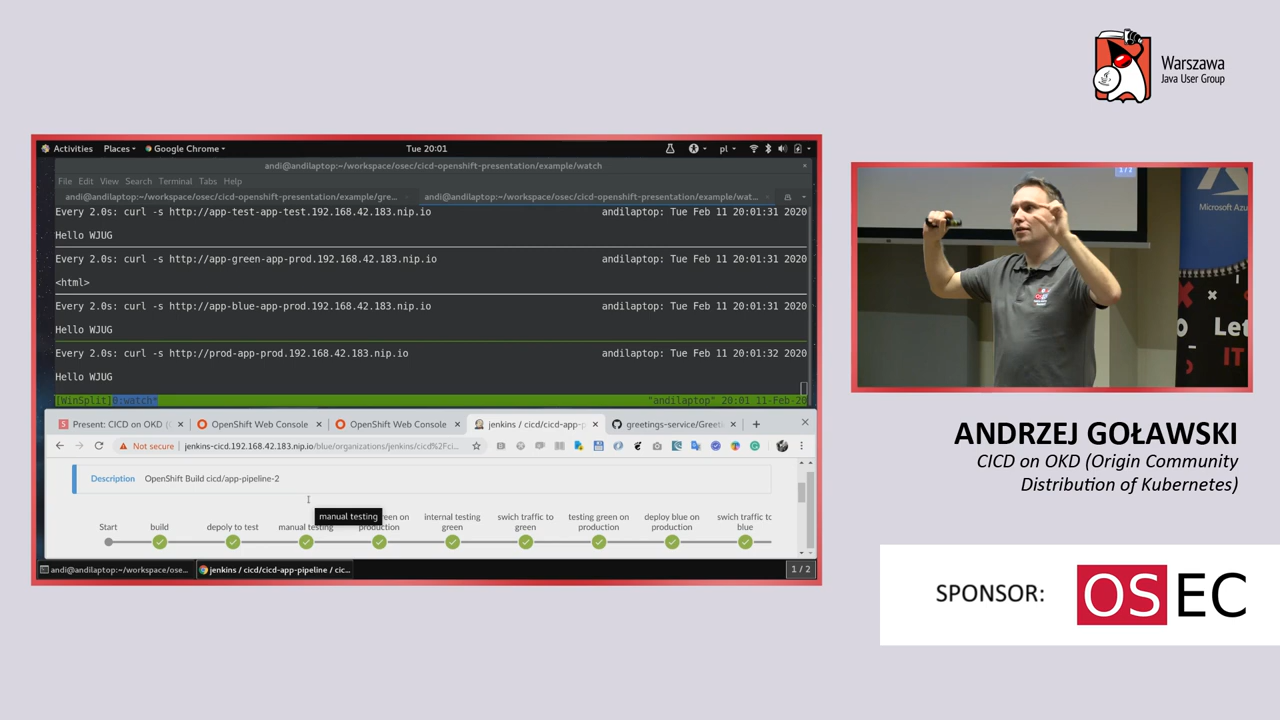 Warszawa
Java User Group
Activities Places Google Chrome Tue 20:01 pl
andi@andilaptop:~/workspace/osec/cicd-openshift-presentation/example/watch
File Edit View Search Terminal Tabs Help
andi@andilaptop:~/workspace/osec/cicd-openshift-presentation/example/gre... andi@andilaptop:~/workspace/osec/cicd-openshift-presentation/example/wat...
Every 2.0s: curl -s http://app-test-app-test.192.168.42.183.nip.io andilaptop: Tue Feb 11 20:01:31 2020
Hello WJUG
Every 2.0s: curl -s http://app-green-app-prod.192.168.42.183.nip.io andilaptop: Tue Feb 11 20:01:31 2020
<html>
Every 2.0s: curl -s http://app-blue-app-prod.192.168.42.183.nip.io andilaptop: Tue Feb 11 20:01:31 2020
Hello WJUG
Every 2.0s: curl -s http://prod-app-prod.192.168.42.183.nip.io andilaptop: Tue Feb 11 20:01:32 2020
Hello WJUG
[WinSplit]0:watch* "andilaptop" 20:01 11-Feb-20
Present: CICD on OKD ( OpenShift Web Console OpenShift Web Console jenkins / cicd/cicd-app-p greetings-service/Greeti
Not secure jenkins-cicd.192.168.42.183.nip.io/blue/organizations/jenkins/cicd%2Fci...
Description OpenShift Build cicd/app-pipeline-2
manual testing
Start build depoly to test manual testing green on production internal testing green swich traffic to green testing green on production deploy blue on production swich traffic to blue
andi@andilaptop:~/workspace/ose... jenkins / cicd/cicd-app-pipeline / cic... 1 / 2
1 / 2
Microsoft Azu
Let
IT
ANDRZEJ GOŁAWSKI
CICD on OKD (Origin Community
Distribution of Kubernetes)
SPONSOR: OSEC